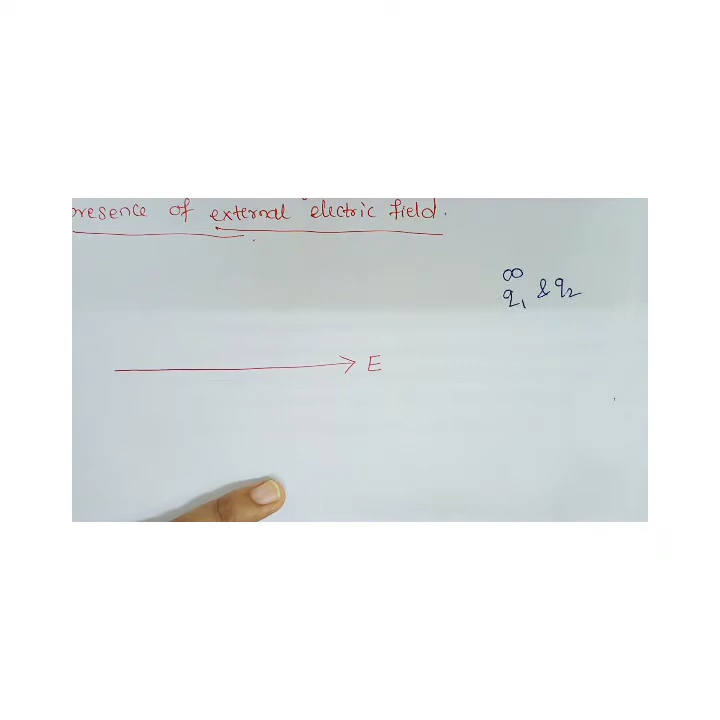 presence of external electric field.
∞
q₁ & q₂
E